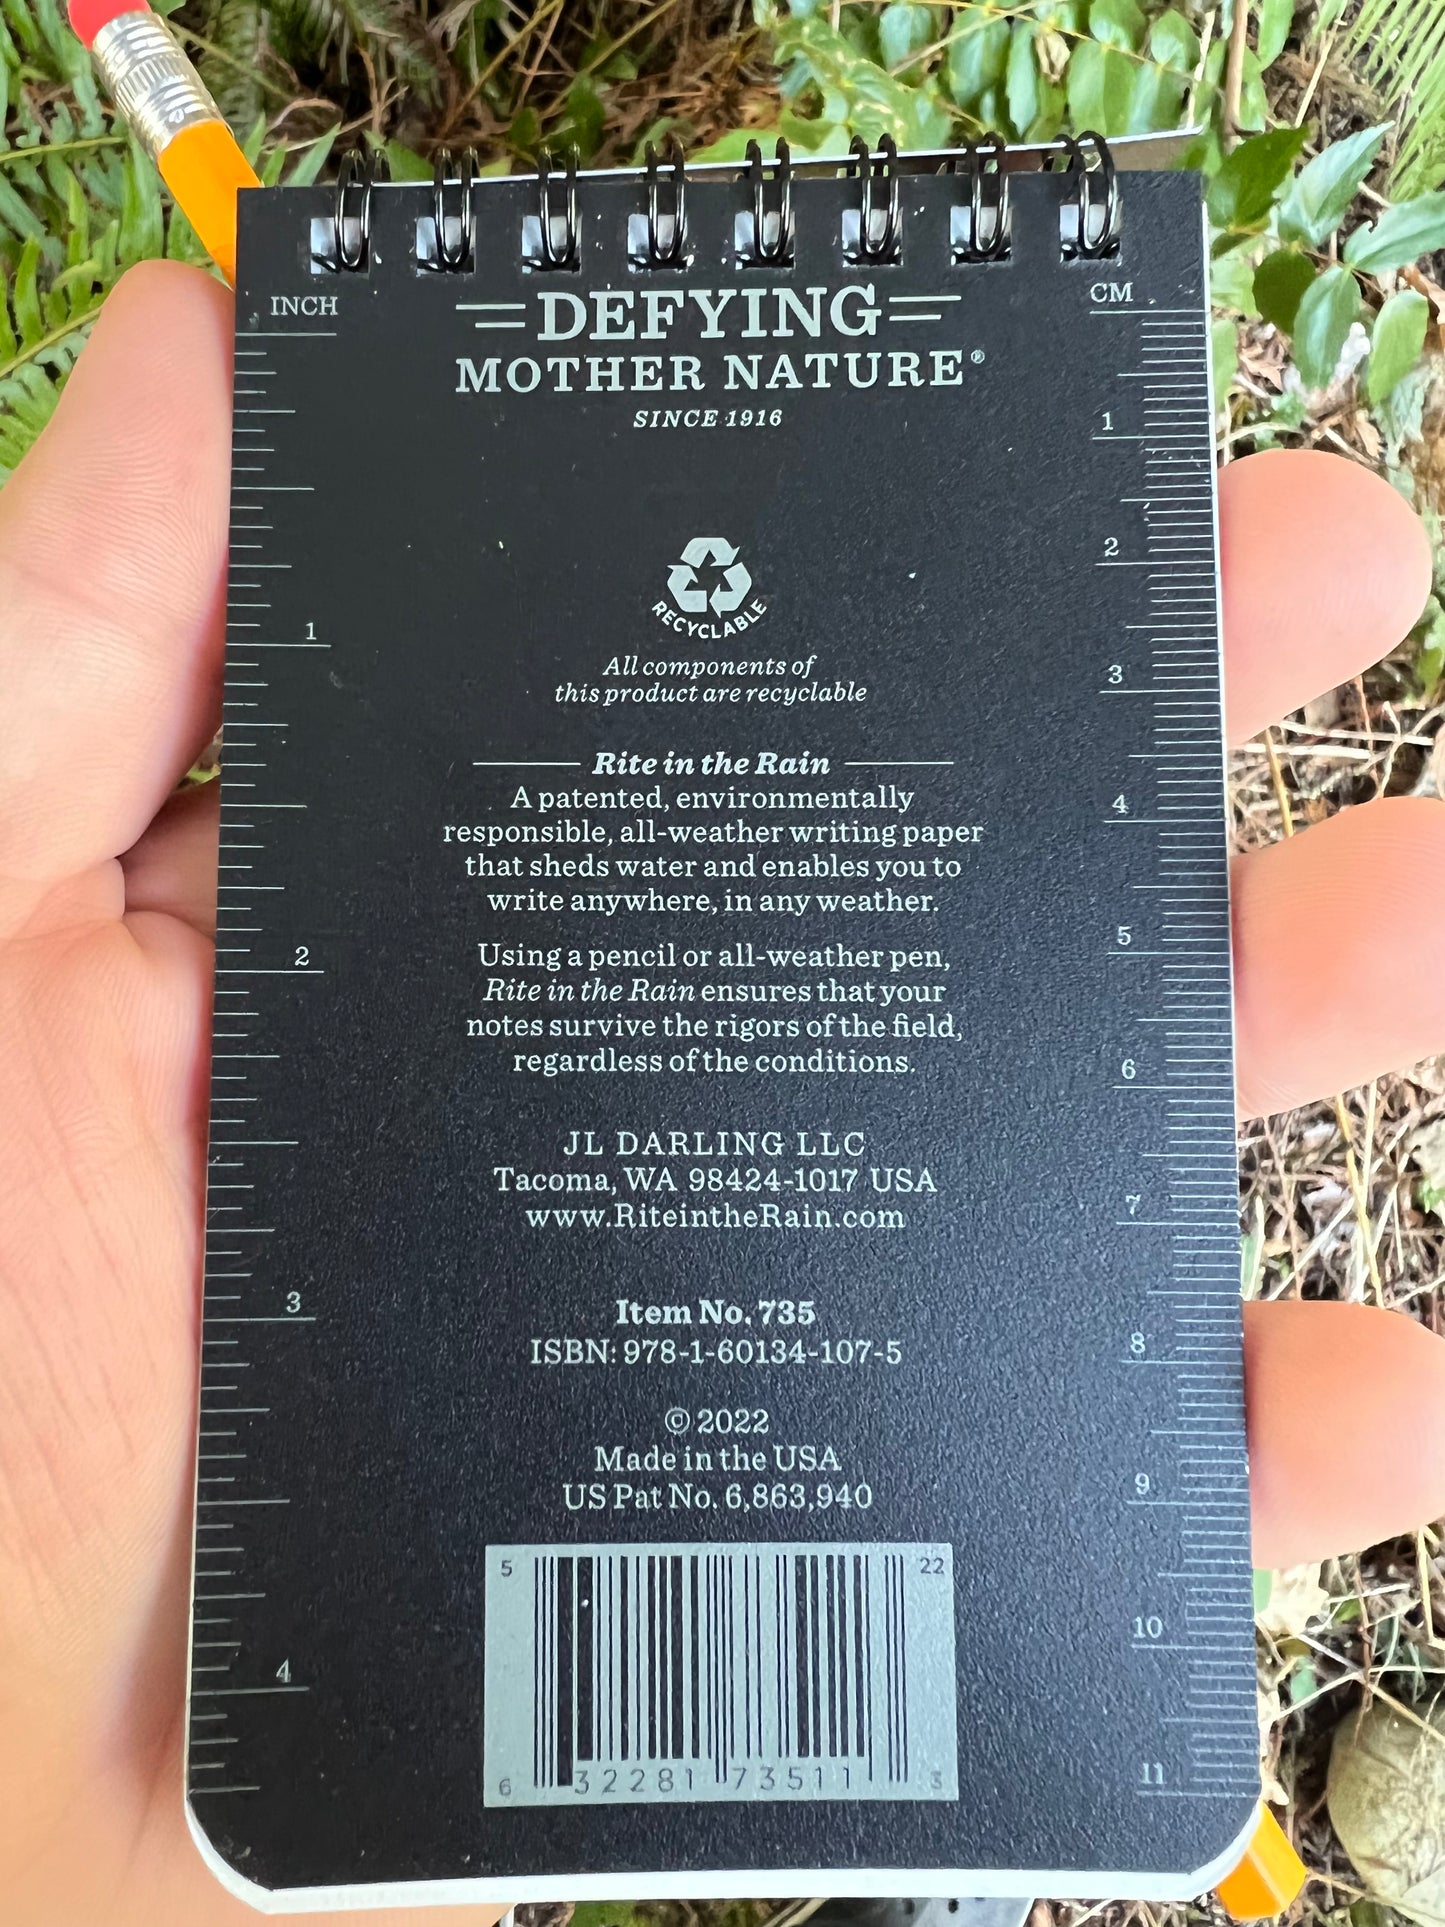 INCH
CM
DEFYING
MOTHER NATURE®
SINCE 1916
RECYCLABLE
All components of
this product are recyclable
Rite in the Rain
A patented, environmentally
responsible, all-weather writing paper
that sheds water and enables you to
write anywhere, in any weather.
Using a pencil or all-weather pen,
Rite in the Rain ensures that your
notes survive the rigors of the field,
regardless of the conditions.
JL DARLING LLC
Tacoma, WA 98424-1017 USA
www.RiteintheRain.com
Item No. 735
ISBN: 978-1-60134-107-5
© 2022
Made in the USA
US Pat No. 6,863,940
5 22
6 32281 73511 3
1
2
3
4
1
2
3
4
5
6
7
8
9
10
11